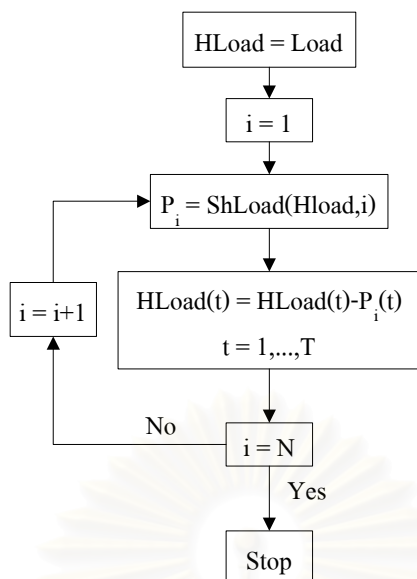 HLoad = Load
i = 1
P_i = ShLoad(Hload,i)
HLoad(t) = HLoad(t)-P_i(t)
t = 1,...,T
i = i+1
No
i = N
Yes
Stop